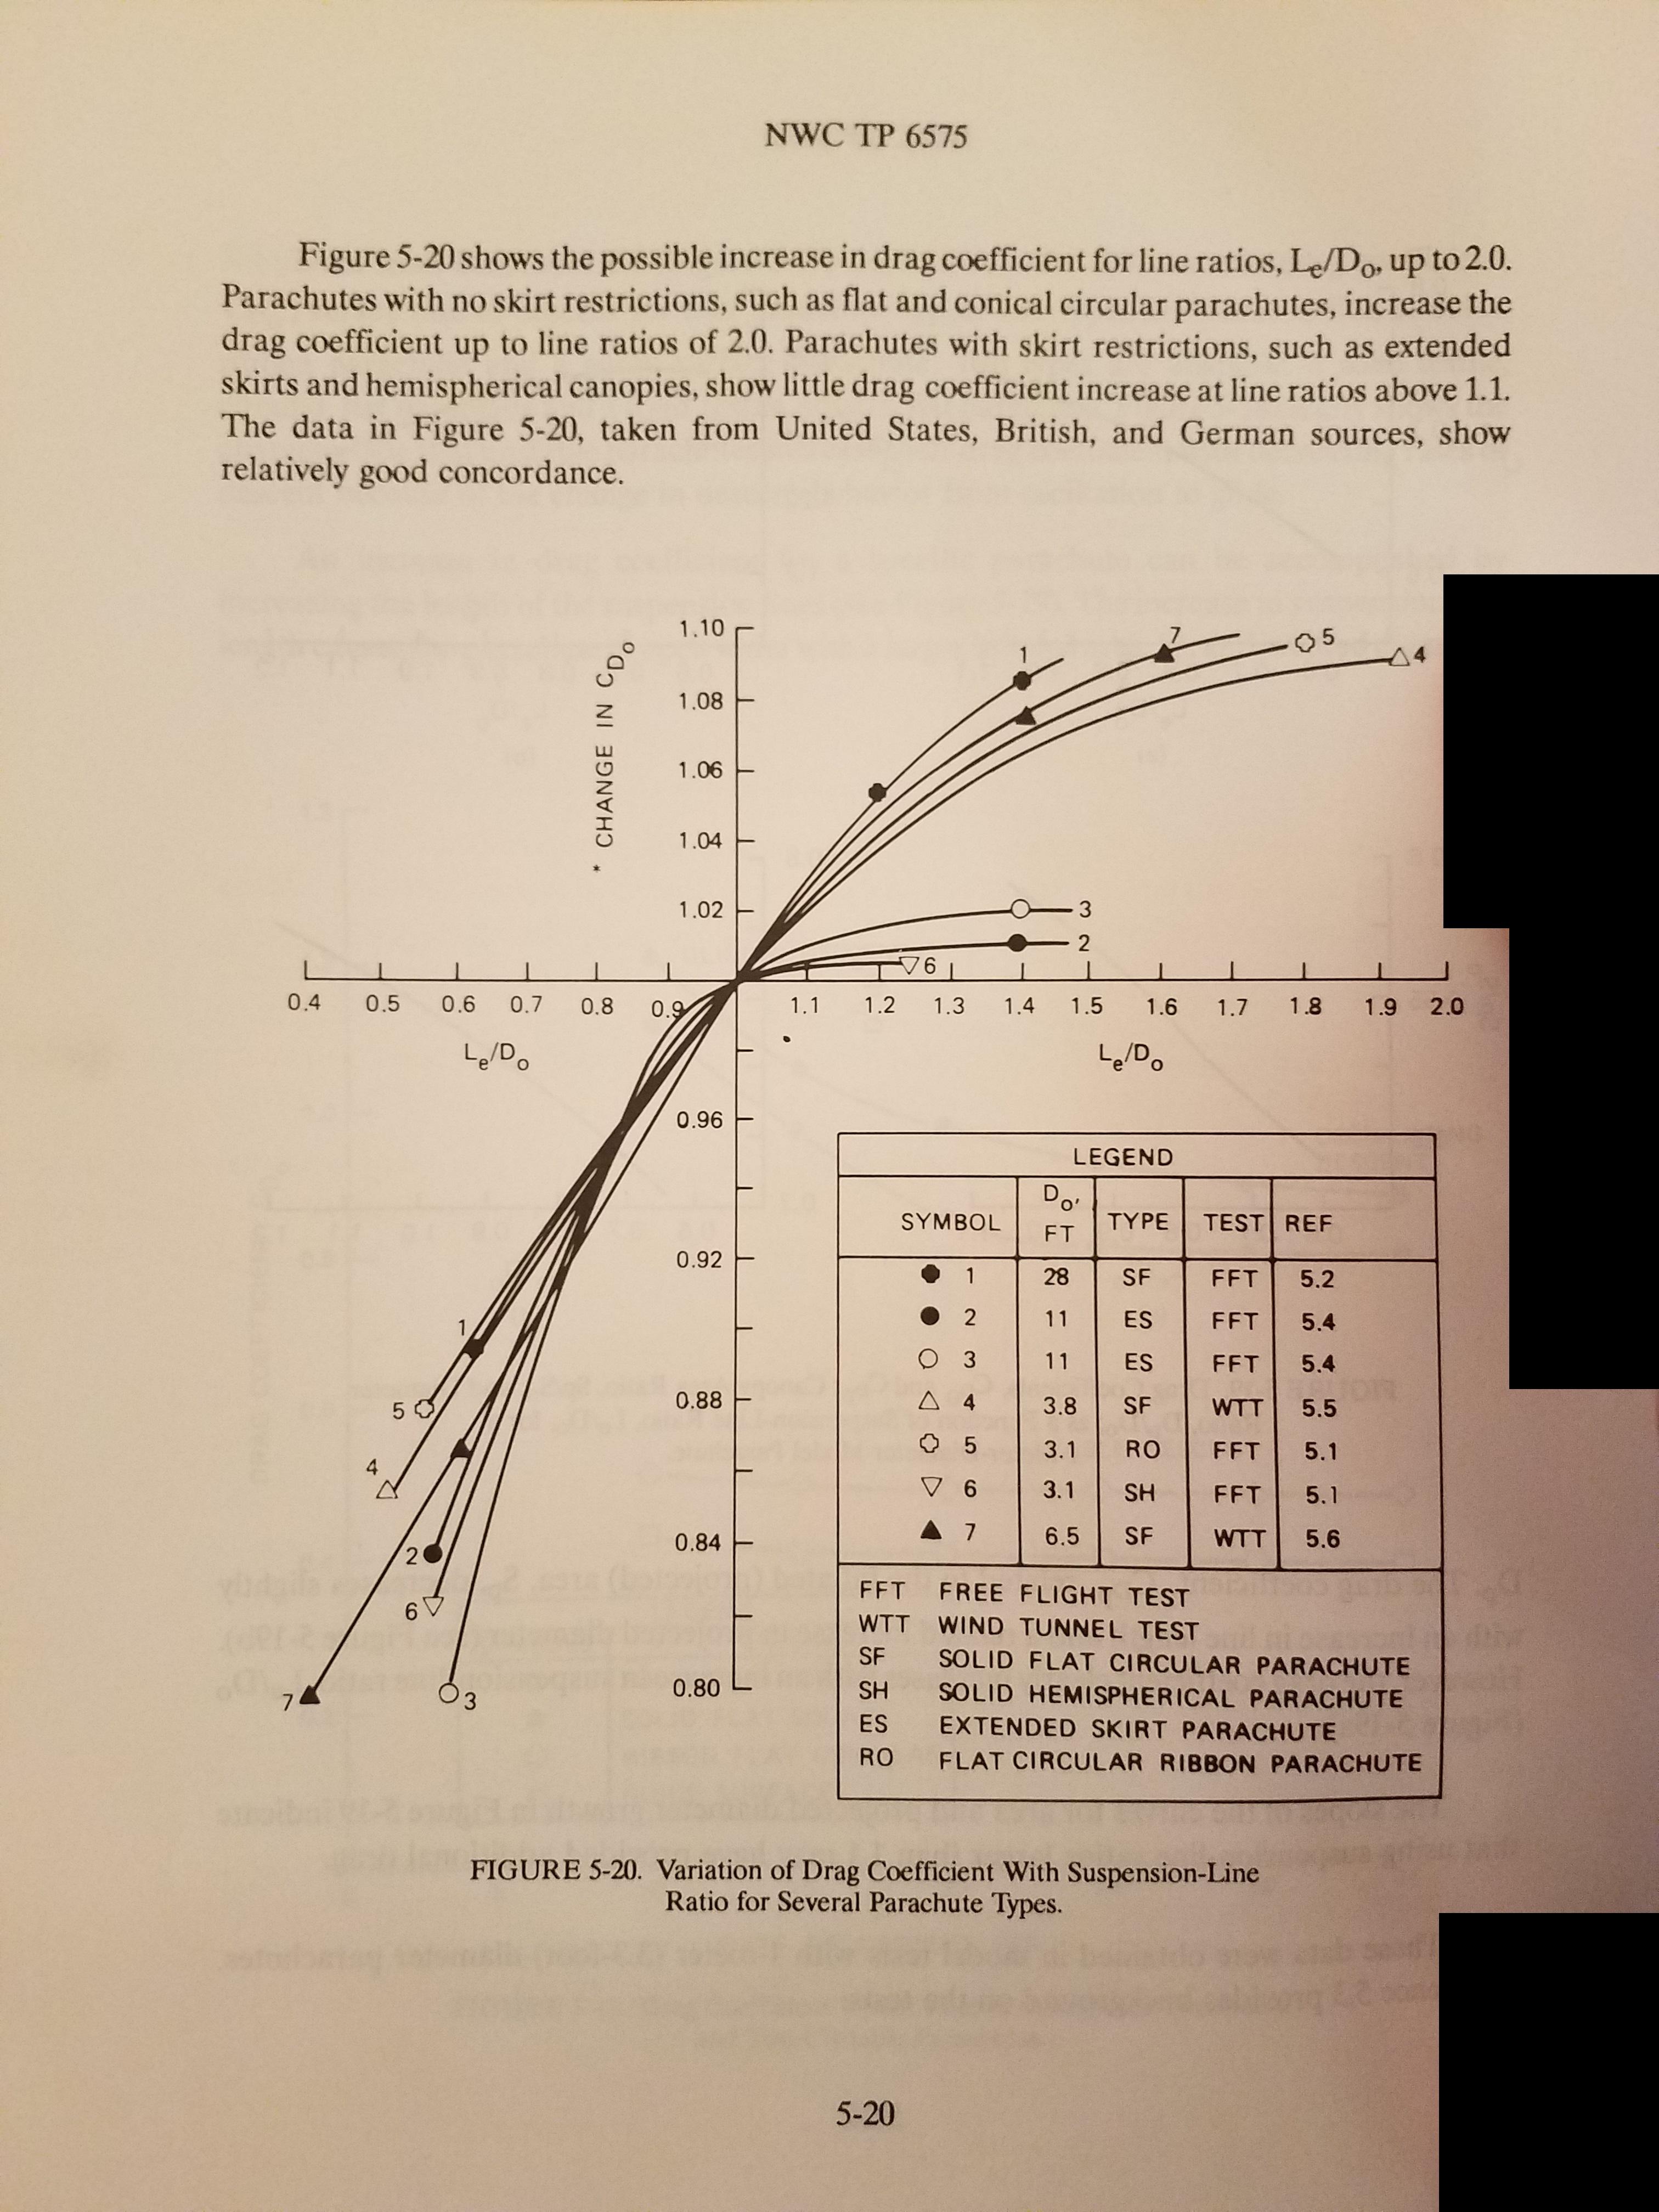 NWC TP 6575
Figure 5-20 shows the possible increase in drag coefficient for line ratios, Le/Do, up to 2.0.
Parachutes with no skirt restrictions, such as flat and conical circular parachutes, increase the
drag coefficient up to line ratios of 2.0. Parachutes with skirt restrictions, such as extended
skirts and hemispherical canopies, show little drag coefficient increase at line ratios above 1.1.
The data in Figure 5-20, taken from United States, British, and German sources, show
relatively good concordance.
* CHANGE IN CDo
1.10
1.08
1.06
1.04
1.02
1
7
5
4
3
2
6
0.4 0.5 0.6 0.7 0.8 0.9 1.1 1.2 1.3 1.4 1.5 1.6 1.7 1.8 1.9 2.0
Le/Do Le/Do
0.96
0.92
0.88
0.84
0.80
1
5
4
2
6
7
3
LEGEND
SYMBOL Do, FT TYPE TEST REF
1 28 SF FFT 5.2
2 11 ES FFT 5.4
3 11 ES FFT 5.4
4 3.8 SF WTT 5.5
5 3.1 RO FFT 5.1
6 3.1 SH FFT 5.1
7 6.5 SF WTT 5.6
FFT FREE FLIGHT TEST
WTT WIND TUNNEL TEST
SF SOLID FLAT CIRCULAR PARACHUTE
SH SOLID HEMISPHERICAL PARACHUTE
ES EXTENDED SKIRT PARACHUTE
RO FLAT CIRCULAR RIBBON PARACHUTE
FIGURE 5-20. Variation of Drag Coefficient With Suspension-Line
Ratio for Several Parachute Types.
5-20